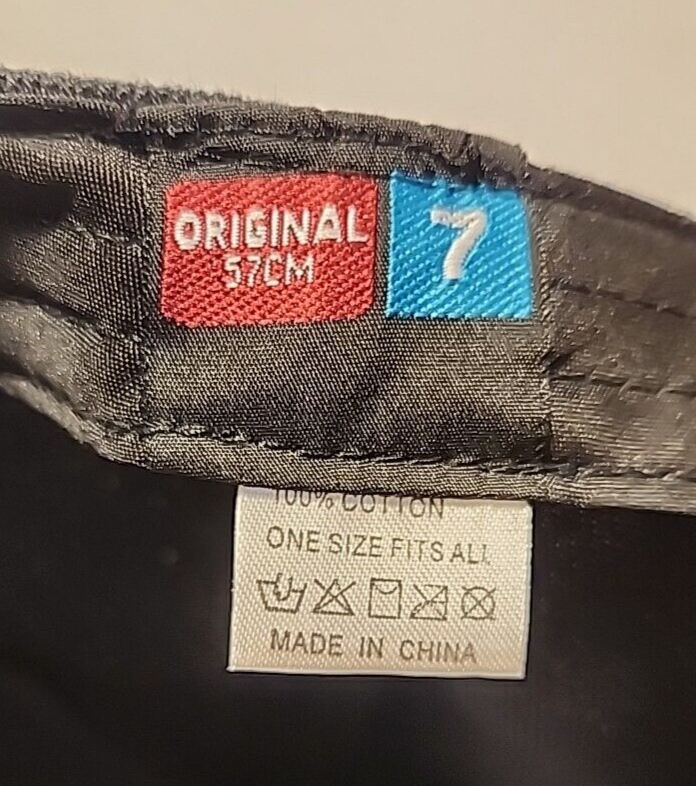 ORIGINAL
57CM
7
100% COTTON
ONE SIZE FITS ALL
MADE IN CHINA